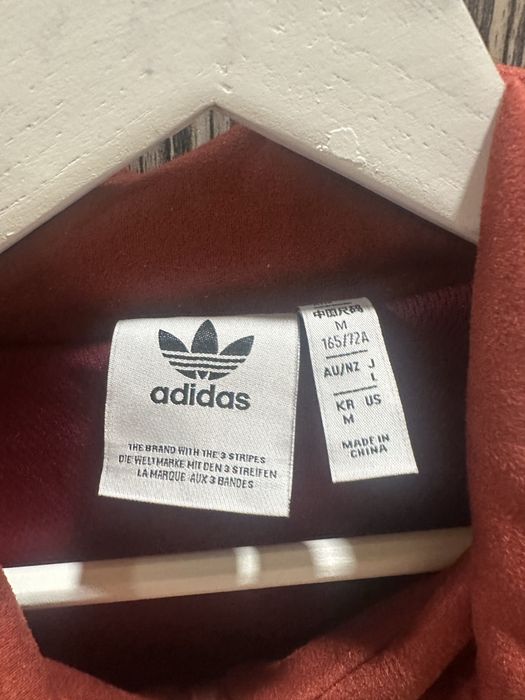 adidas
THE BRAND WITH THE 3 STRIPES
DIE WELTMARKE MIT DEN 3 STREIFEN
LA MARQUE AUX 3 BANDES
中国尺码
M
165/72A
AU/NZ J
L
KR US
M
MADE IN
CHINA